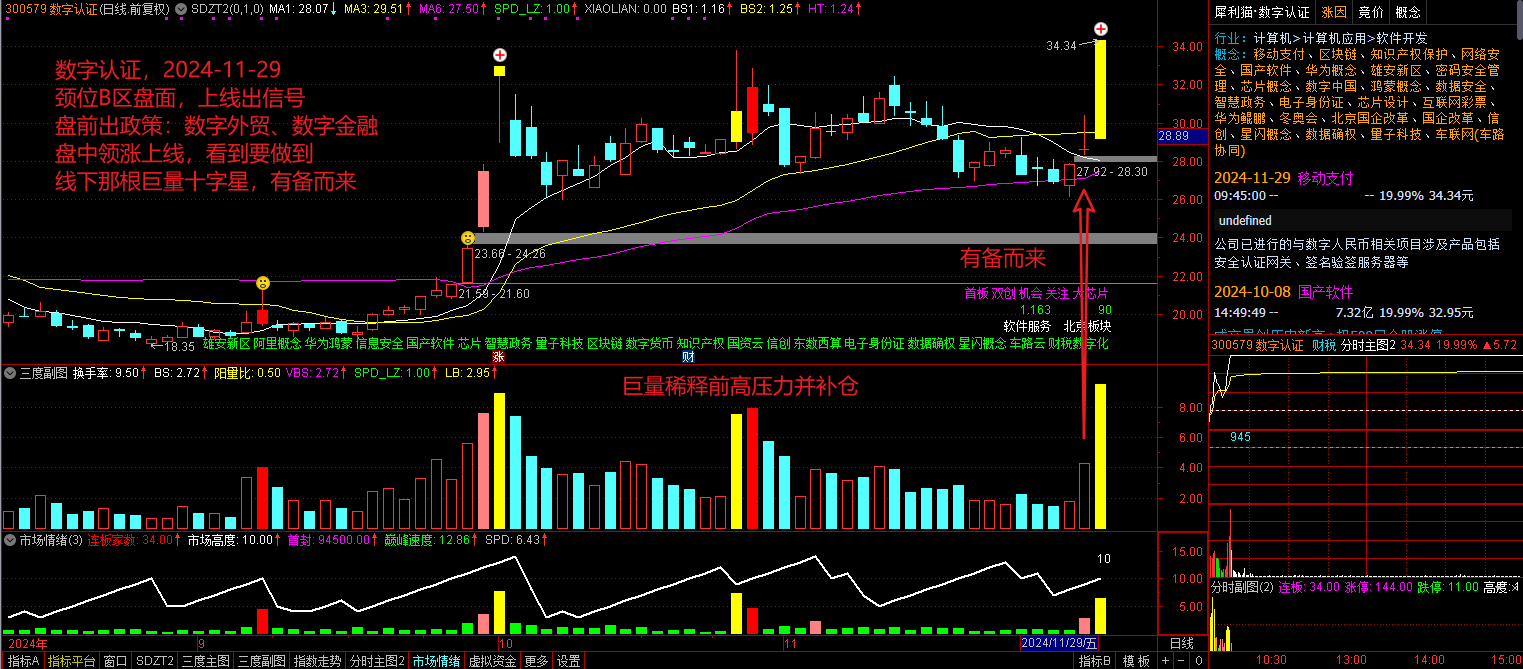 300579 数字认证(日线.前复权) SDZT2(0,1,0) MA1: 28.07↓ MA3: 29.51↑ MA6: 27.50↑ SPD_LZ: 1.00↑ XIAOLIAN: 0.00 BS1: 1.16↑ BS2: 1.25↑ HT: 1.24↑
数字认证，2024-11-29
颈位B区盘面，上线出信号
盘前出政策：数字外贸、数字金融
盘中领涨上线，看到要做到
线下那根巨量十字星，有备而来
34.34
34.00
32.00
30.00
28.89
28.00
27.92 - 28.30
26.00
24.00
23.66 - 24.26
有备而来
22.00
21.59 - 21.60
首板 双创 机会 关注 大芯片
1.163 90
20.00
软件服务 北京板块
18.35
雄安新区 阿里概念 华为鸿蒙 信息安全 国产软件 芯片 智慧政务 量子科技 区块链 数字货币 知识产权 国资云 信创 东数西算 电子身份证 数据确权 星闪概念 车路云 财税数字化
涨 财
三度副图 换手率: 9.50↑ BS: 2.72↑ 阳量比: 0.50 VBS: 2.72↑ SPD_LZ: 1.00↑ LB: 2.95↑
巨量稀释前高压力并补仓
8.00
6.00
4.00
2.00
市场情绪(3) 连板家数: 34.00↑ 市场高度: 10.00↑ 首封: 94500.00↑ 巅峰速度: 12.86↑ SPD: 6.43↑
15.00
10
10.00
5.00
2024年 9 10 11 2024/11/29/五 日线
指标A 指标平台 窗口 SDZT2 三度主图 三度副图 指数走势 分时主图2 市场情绪 虚拟资金 更多 设置 指标B 模板 + - 0
犀利猫·数字认证 涨因 竞价 概念
行业：计算机>计算机应用>软件开发
概念：移动支付、区块链、知识产权保护、网络安
全、国产软件、华为概念、雄安新区、密码安全管
理、芯片概念、数字中国、鸿蒙概念、数据安全、
智慧政务、电子身份证、芯片设计、互联网彩票、
华为鲲鹏、冬奥会、北京国企改革、国企改革、信
创、星闪概念、数据确权、量子科技、车联网(车路
协同)
2024-11-29 移动支付
09:45:00 -- -- 19.99% 34.34元
undefined
公司已进行的与数字人民币相关项目涉及产品包括
安全认证网关、签名验签服务器等
2024-10-08 国产软件
14:49:49 -- 7.32亿 19.99% 32.95元
300579 数字认证 财税 分时主图2 34.34 19.99% ▲5.72
945
分时副图(2) 连板: 34.00 涨停: 144.00 跌停: 11.00 高度:
10:30 13:00 14:00 15:00